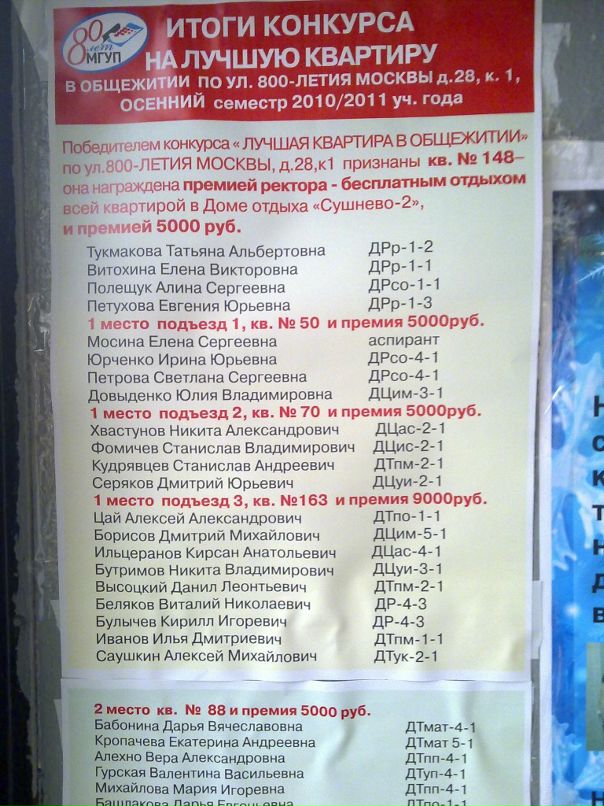 80
лет
МГУП
ИТОГИ КОНКУРСА
НА ЛУЧШУЮ КВАРТИРУ
В ОБЩЕЖИТИИ ПО УЛ. 800-ЛЕТИЯ МОСКВЫ д.28, к. 1,
ОСЕННИЙ семестр 2010/2011 уч. года
Победителем конкурса « ЛУЧШАЯ КВАРТИРА В ОБЩЕЖИТИИ»
по ул.800-ЛЕТИЯ МОСКВЫ, д.28,к1 признаны кв. № 148–
она награждена премией ректора - бесплатным отдыхом
всей квартирой в Доме отдыха «Сушнево-2»,
и премией 5000 руб.
Тукмакова Татьяна Альбертовна ДРр-1-2
Витохина Елена Викторовна ДРр-1-1
Полещук Алина Сергеевна ДРсо-1-1
Петухова Евгения Юрьевна ДРр-1-3
1 место подъезд 1, кв. № 50 и премия 5000руб.
Мосина Елена Сергеевна аспирант
Юрченко Ирина Юрьевна ДРсо-4-1
Петрова Светлана Сергеевна ДРсо-4-1
Довыденко Юлия Владимировна ДЦим-3-1
1 место подъезд 2, кв. № 70 и премия 5000руб.
Хвастунов Никита Александрович ДЦас-2-1
Фомичев Станислав Владимирович ДЦис-2-1
Кудрявцев Станислав Андреевич ДТпм-2-1
Серяков Дмитрий Юрьевич ДЦуи-2-1
1 место подъезд 3, кв. №163 и премия 9000руб.
Цай Алексей Александрович ДТпо-1-1
Борисов Дмитрий Михайлович ДЦим-5-1
Ильцеранов Кирсан Анатольевич ДЦас-4-1
Бутримов Никита Владимирович ДЦуи-3-1
Высоцкий Данил Леонтьевич ДТпм-2-1
Беляков Виталий Николаевич ДР-4-3
Булычев Кирилл Игоревич ДР-4-3
Иванов Илья Дмитриевич ДТпм-1-1
Саушкин Алексей Михайлович ДТук-2-1
2 место кв. № 88 и премия 5000 руб.
Бабонина Дарья Вячеславовна ДТмат-4-1
Кропачева Екатерина Андреевна ДТмат 5-1
Алехно Вера Александровна ДТпп-4-1
Гурская Валентина Васильевна ДТуп-4-1
Михайлова Мария Игоревна ДТпп-4-1
Башлакова Дарья Евгеньевна ДТпо-1-1